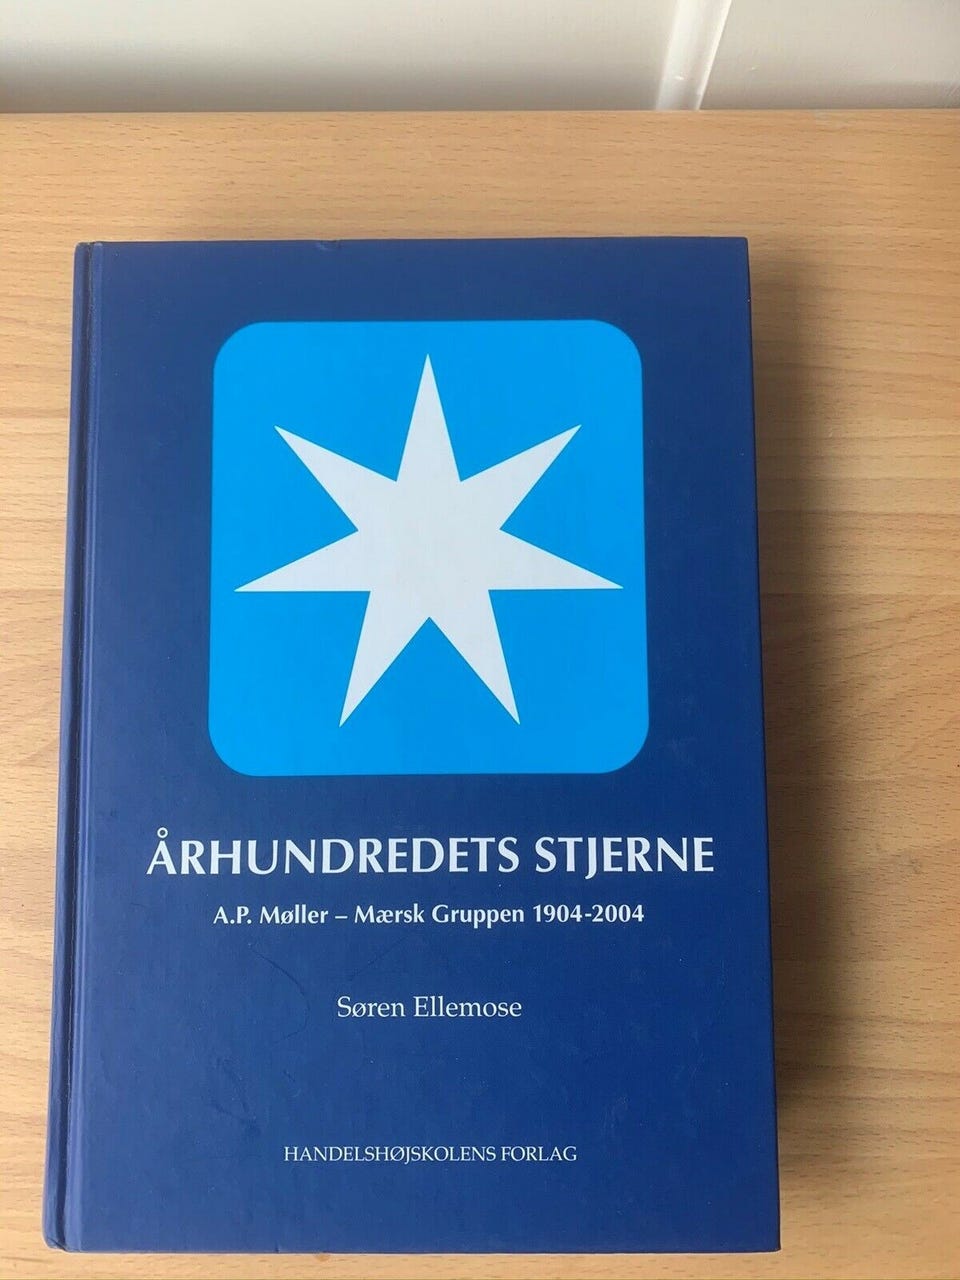 ÅRHUNDREDETS STJERNE
A.P. Møller – Mærsk Gruppen 1904-2004
Søren Ellemose
HANDELSHØJSKOLENS FORLAG